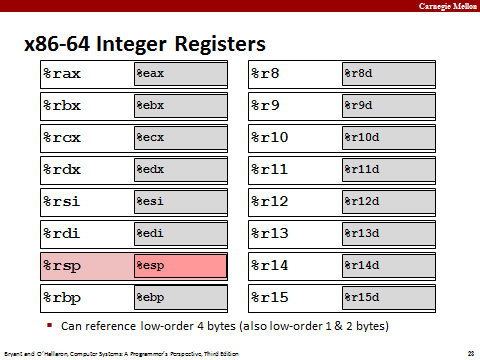 Carnegie Mellon
x86-64 Integer Registers
%rax %eax %r8 %r8d
%rbx %ebx %r9 %r9d
%rcx %ecx %r10 %r10d
%rdx %edx %r11 %r11d
%rsi %esi %r12 %r12d
%rdi %edi %r13 %r13d
%rsp %esp %r14 %r14d
%rbp %ebp %r15 %r15d
▪ Can reference low-order 4 bytes (also low-order 1 & 2 bytes)
Bryant and O'Hallaron, Computer Systems: A Programmer's Perspective, Third Edition 28